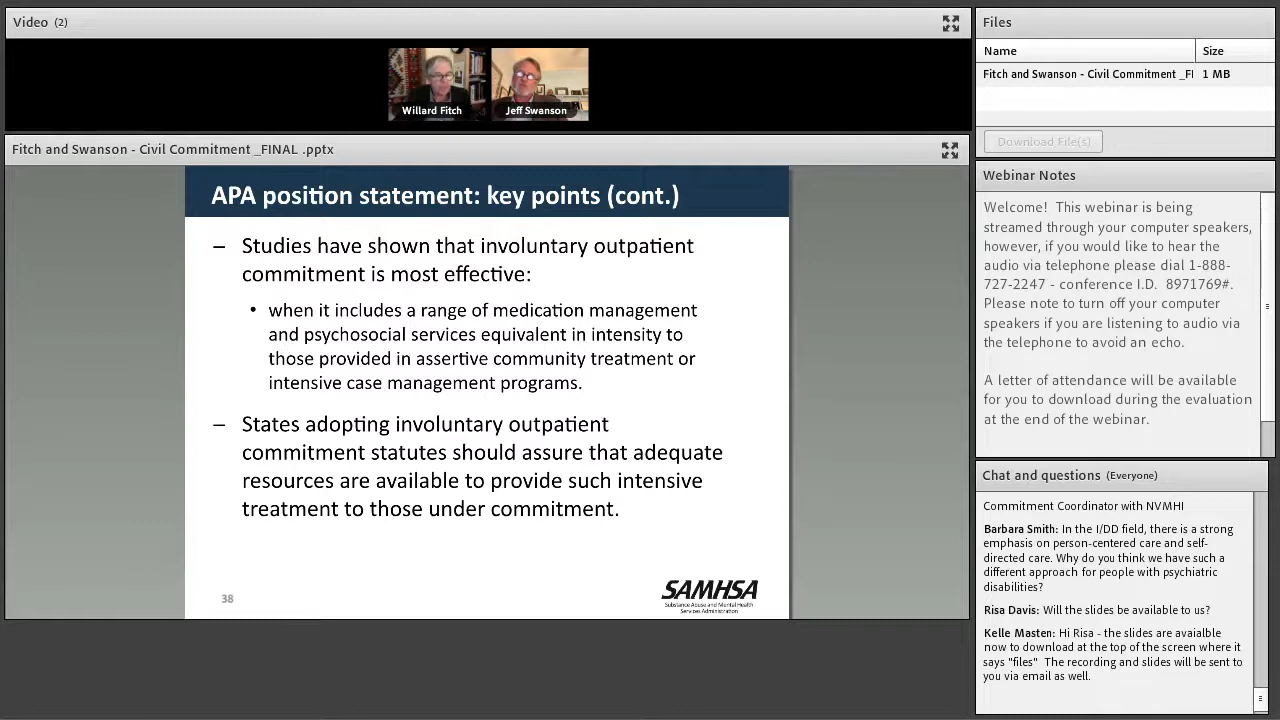 Video (2)
Willard Fitch
Jeff Swanson
Fitch and Swanson - Civil Commitment _FINAL .pptx
APA position statement: key points (cont.)
– Studies have shown that involuntary outpatient
commitment is most effective:
• when it includes a range of medication management
and psychosocial services equivalent in intensity to
those provided in assertive community treatment or
intensive case management programs.
– States adopting involuntary outpatient
commitment statutes should assure that adequate
resources are available to provide such intensive
treatment to those under commitment.
38
SAMHSA
Substance Abuse and Mental Health
Services Administration
Files
Name Size
Fitch and Swanson - Civil Commitment _FI 1 MB
Download File(s)
Webinar Notes
Welcome! This webinar is being
streamed through your computer speakers,
however, if you would like to hear the
audio via telephone please dial 1-888-
727-2247 - conference I.D. 8971769#.
Please note to turn off your computer
speakers if you are listening to audio via
the telephone to avoid an echo.
A letter of attendance will be available
for you to download during the evaluation
at the end of the webinar.
Chat and questions (Everyone)
Commitment Coordinator with NVMHI
Barbara Smith: In the I/DD field, there is a strong
emphasis on person-centered care and self-
directed care. Why do you think we have such a
different approach for people with psychiatric
disabilities?
Risa Davis: Will the slides be available to us?
Kelle Masten: Hi Risa - the slides are avaialble
now to download at the top of the screen where it
says "files" The recording and slides will be sent to
you via email as well.